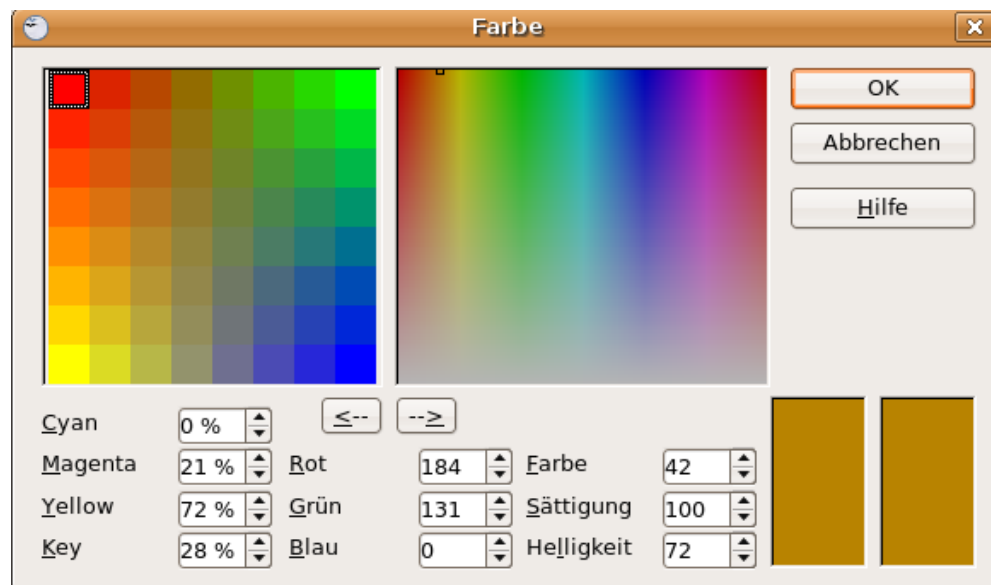 Farbe
OK
Abbrechen
Hilfe
<-- -->
Cyan 0 %
Magenta 21 % Rot 184 Farbe 42
Yellow 72 % Grün 131 Sättigung 100
Key 28 % Blau 0 Helligkeit 72